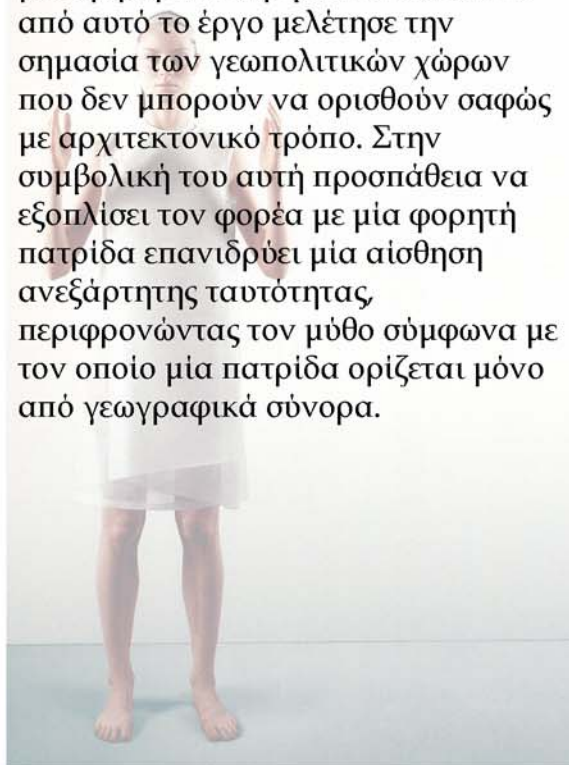 από αυτό το έργο μελέτησε την
σημασία των γεωπολιτικών χώρων
που δεν μπορούν να ορισθούν σαφώς
με αρχιτεκτονικό τρόπο. Στην
συμβολική του αυτή προσπάθεια να
εξοπλίσει τον φορέα με μία φορητή
πατρίδα επανιδρύει μία αίσθηση
ανεξάρτητης ταυτότητας,
περιφρονώντας τον μύθο σύμφωνα με
τον οποίο μία πατρίδα ορίζεται μόνο
από γεωγραφικά σύνορα.